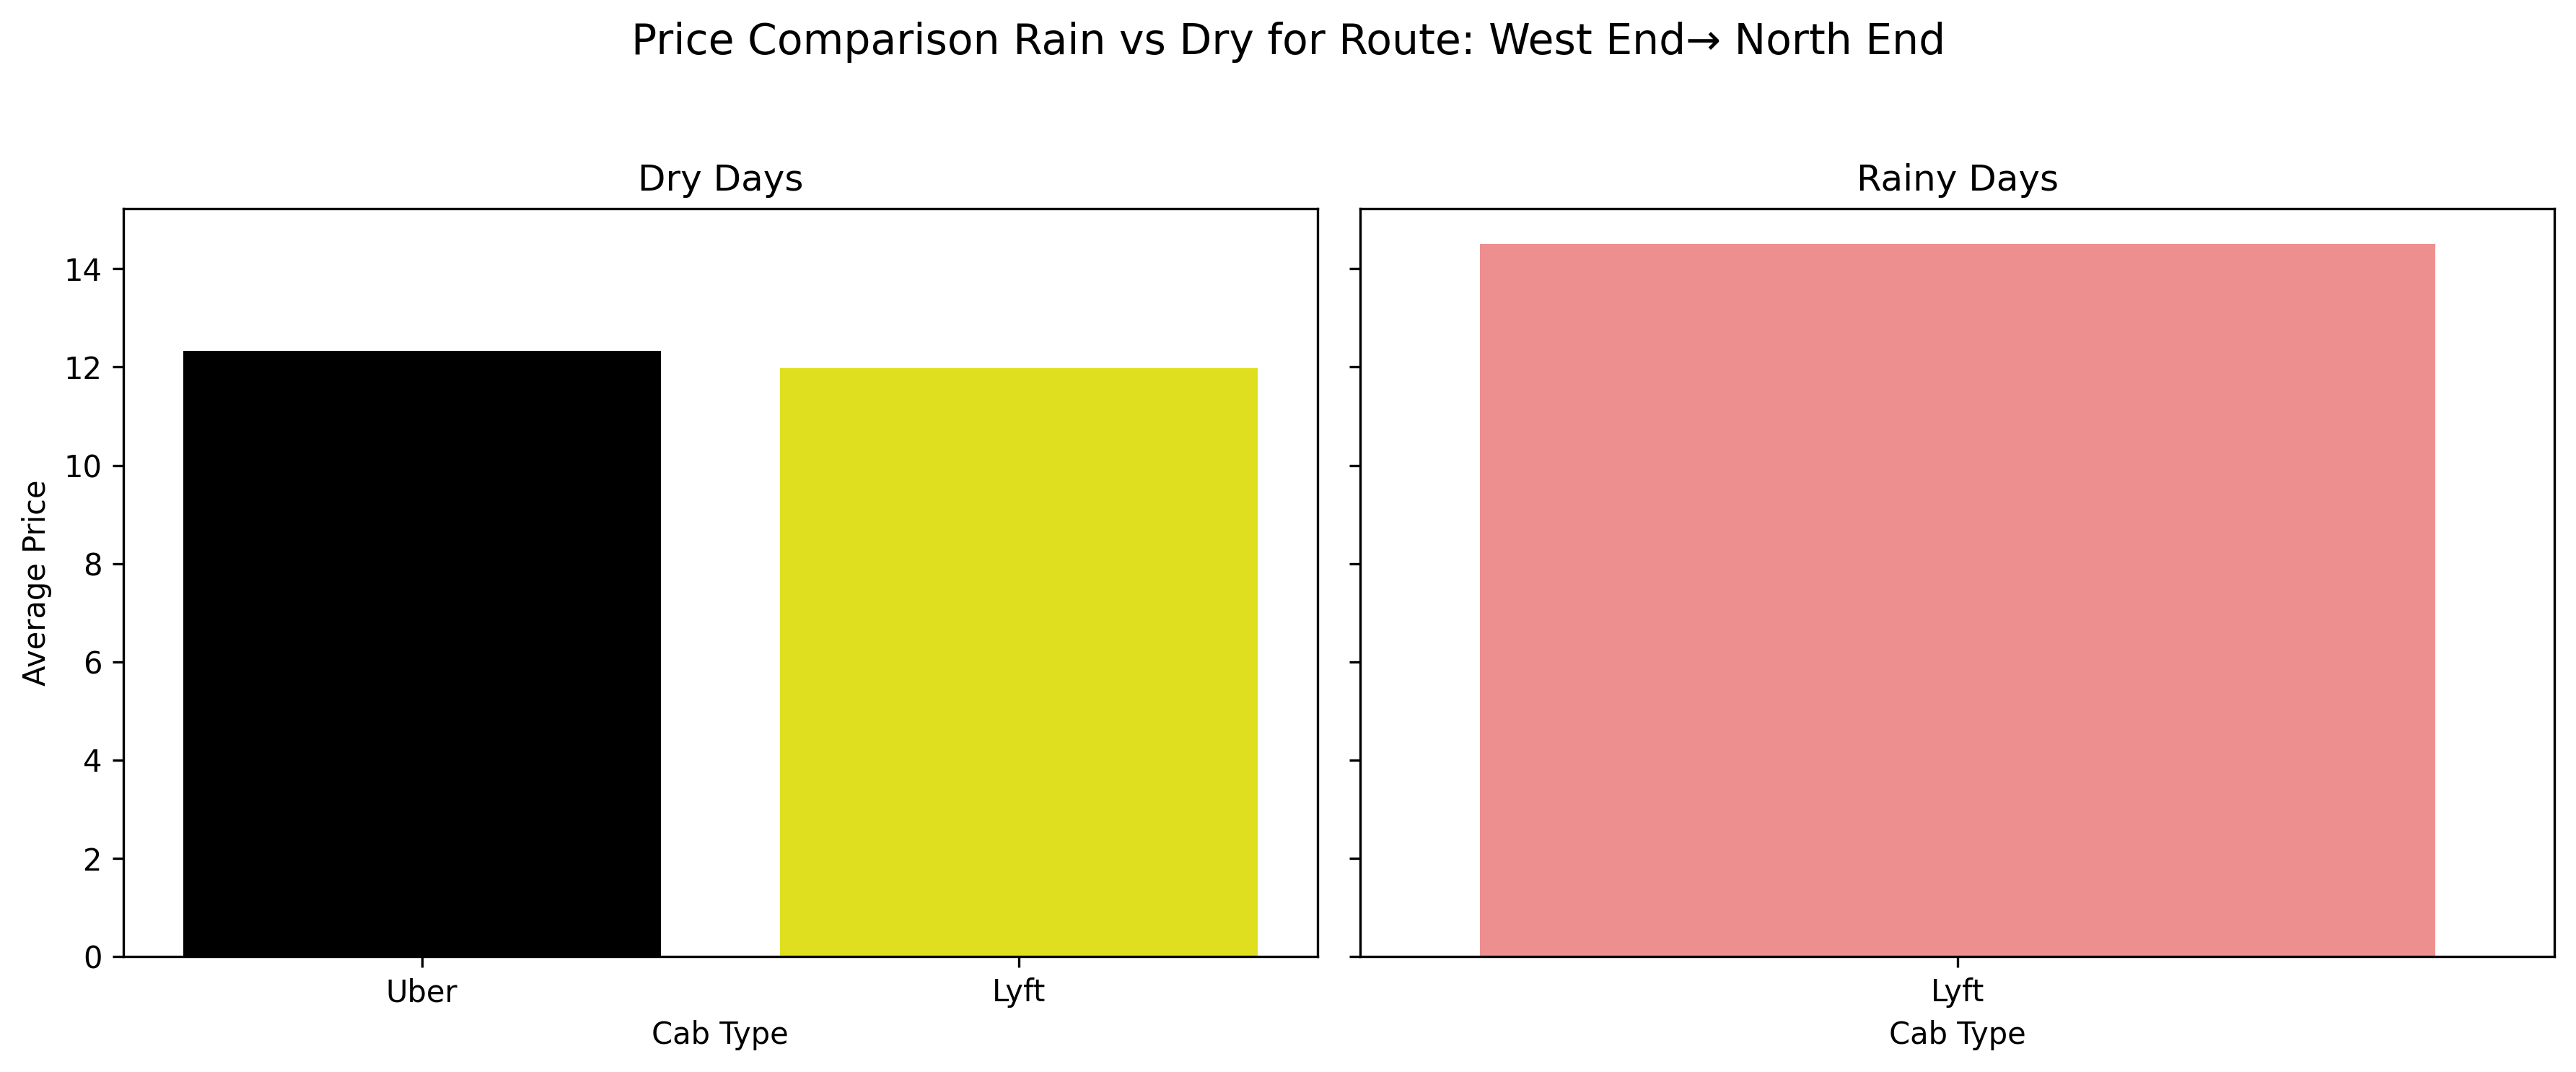 Price Comparison Rain vs Dry for Route: West End→ North End
Dry Days
Average Price
14
12
10
8
6
4
2
0
Uber
Lyft
Cab Type
Rainy Days
Lyft
Cab Type